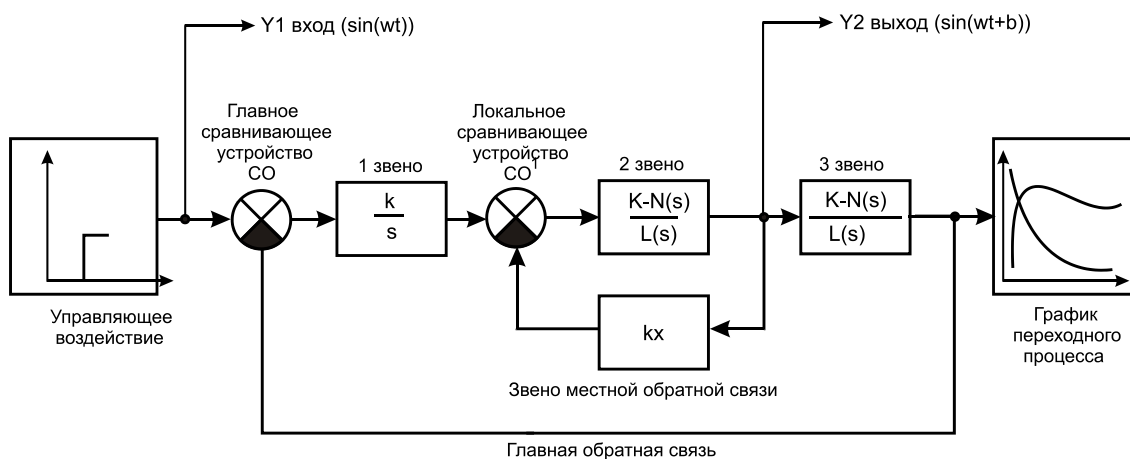 Y1 вход (sin(wt))
Y2 выход (sin(wt+b))
Главное
сравнивающее
устройство
СО
Локальное
сравнивающее
устройство
СО1
1 звено
2 звено
3 звено
k
s
K-N(s)
L(s)
K-N(s)
L(s)
kx
Управляющее
воздействие
График
переходного
процесса
Звено местной обратной связи
Главная обратная связь